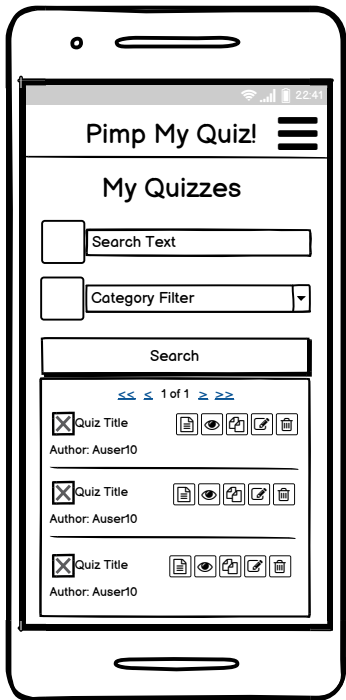 22:41
Pimp My Quiz!
My Quizzes
Search Text
Category Filter
Search
<< < 1 of 1 > >>
Quiz Title
Author: Auser10
Quiz Title
Author: Auser10
Quiz Title
Author: Auser10